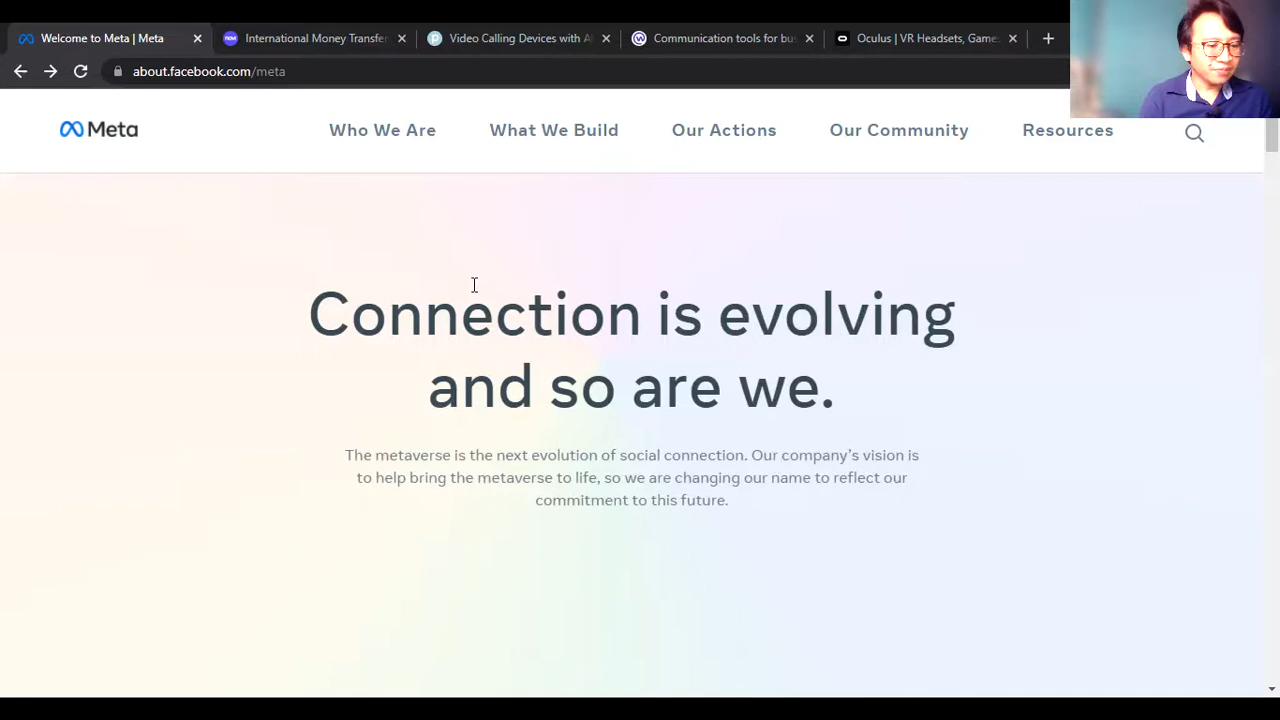 Welcome to Meta | Meta
International Money Transfer
Video Calling Devices with A
Communication tools for bus
Oculus | VR Headsets, Game
about.facebook.com/meta
Meta
Who We Are
What We Build
Our Actions
Our Community
Resources
Connection is evolving
and so are we.
The metaverse is the next evolution of social connection. Our company's vision is
to help bring the metaverse to life, so we are changing our name to reflect our
commitment to this future.